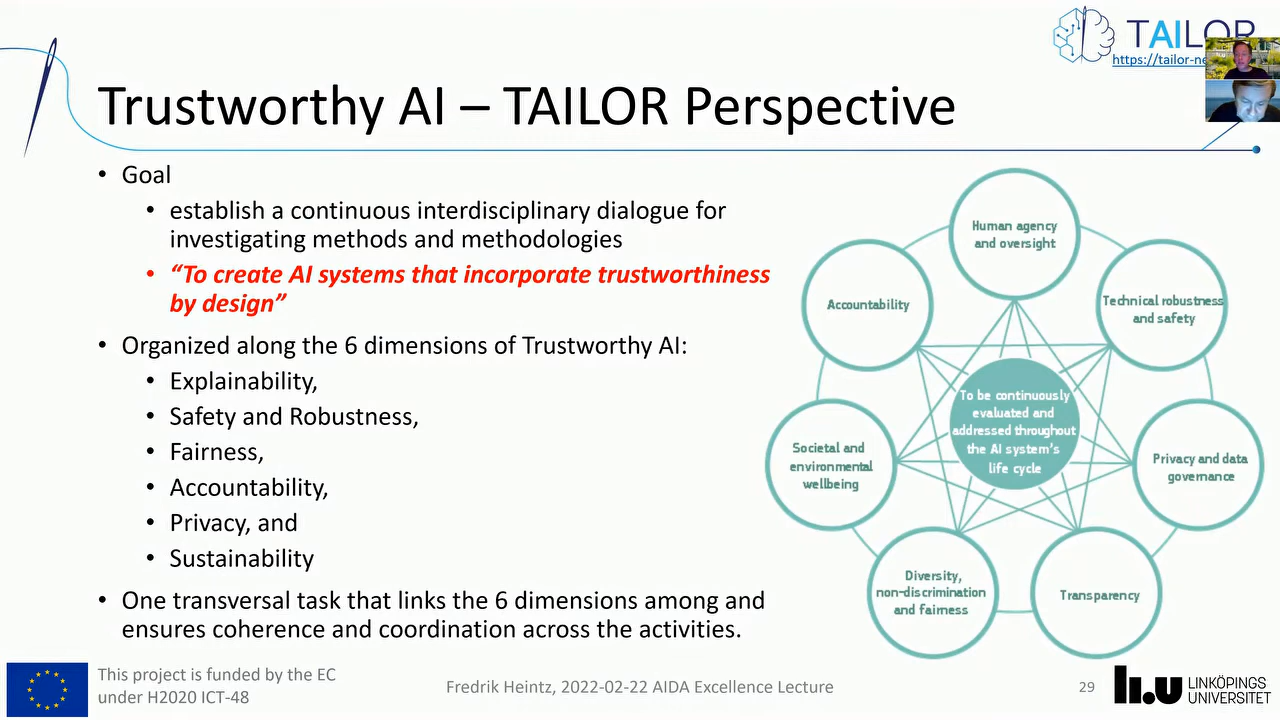 TAILOR
https://tailor-ne
Trustworthy AI – TAILOR Perspective
• Goal
• establish a continuous interdisciplinary dialogue for
investigating methods and methodologies
• “To create AI systems that incorporate trustworthiness
by design”
• Organized along the 6 dimensions of Trustworthy AI:
• Explainability,
• Safety and Robustness,
• Fairness,
• Accountability,
• Privacy, and
• Sustainability
• One transversal task that links the 6 dimensions among and
ensures coherence and coordination across the activities.
Human agency
and oversight
Technical robustness
and safety
Privacy and data
governance
Transparency
Diversity,
non-discrimination
and fairness
Societal and
environmental
wellbeing
Accountability
To be continuously
evaluated and
addressed throughout
the AI system's
life cycle
This project is funded by the EC
under H2020 ICT-48
Fredrik Heintz, 2022-02-22 AIDA Excellence Lecture
29
LINKÖPINGS
UNIVERSITET